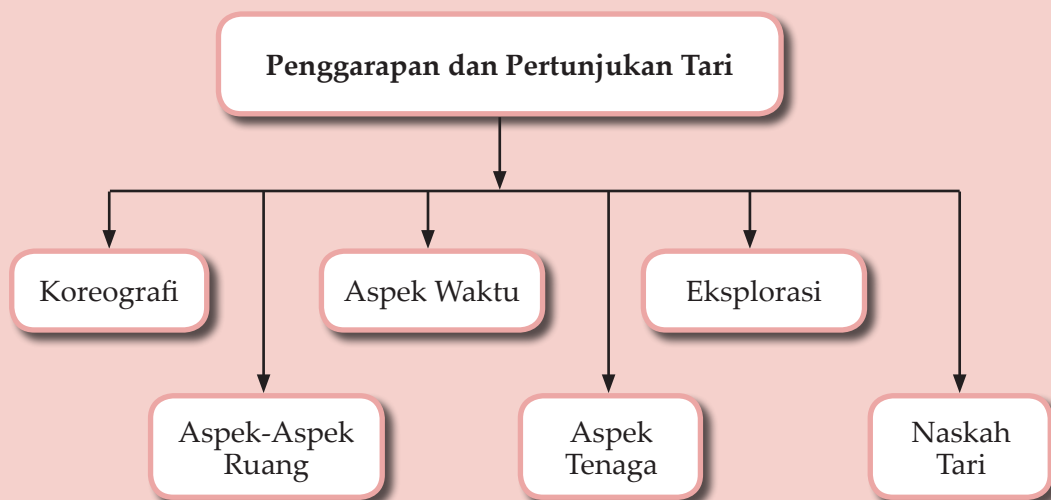 Penggarapan dan Pertunjukan Tari
Koreografi
Aspek Waktu
Eksplorasi
Aspek-Aspek
Ruang
Aspek
Tenaga
Naskah
Tari